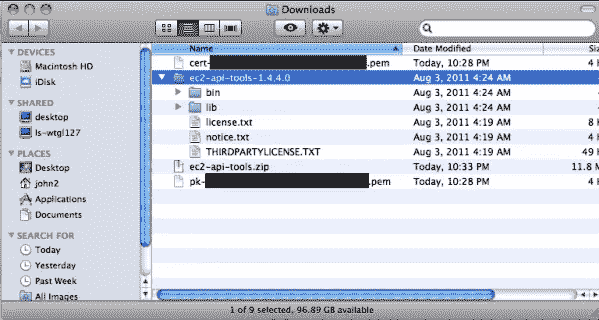 Downloads
Name Date Modified Siz
cert- .pem Today, 10:28 PM 4
ec2-api-tools-1.4.4.0 Aug 3, 2011 4:24 AM
bin Aug 3, 2011 4:24 AM
lib Aug 3, 2011 4:24 AM
license.txt Aug 3, 2011 4:19 AM 8
notice.txt Aug 3, 2011 4:19 AM 4
THIRDPARTYLICENSE.TXT Aug 3, 2011 4:19 AM 49
ec2-api-tools.zip Today, 10:33 PM 11.8 M
pk- .pem Today, 10:28 PM 4
DEVICES
Macintosh HD
iDisk
SHARED
desktop
ls-wtgl127
PLACES
Desktop
john2
Applications
Documents
SEARCH FOR
Today
Yesterday
Past Week
All Images
1 of 9 selected, 96.89 GB available